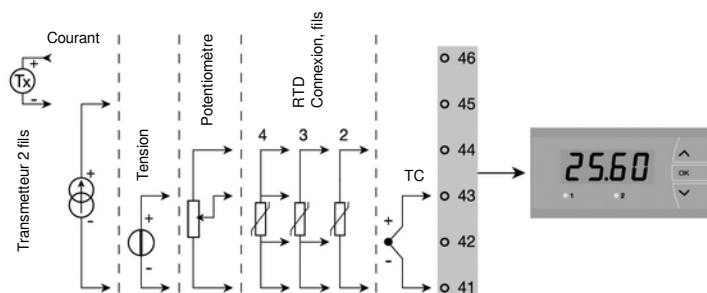 Courant
Transmetteur 2 fils
+
Tx
-
+
-
Tension
+
-
Potentiomètre
RTD
Connexion, fils
4 3 2
TC
+
-
46
45
44
43
42
41
25.60
OK
1 2